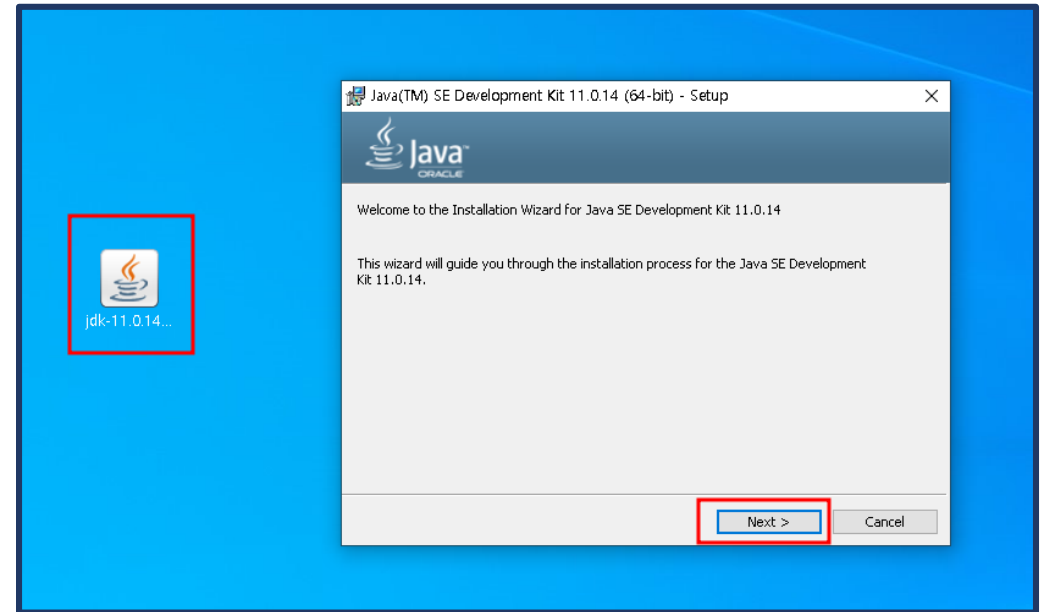 Java(TM) SE Development Kit 11.0.14 (64-bit) - Setup
Java™
ORACLE
Welcome to the Installation Wizard for Java SE Development Kit 11.0.14
This wizard will guide you through the installation process for the Java SE Development
Kit 11.0.14.
jdk-11.0.14...
Next >
Cancel